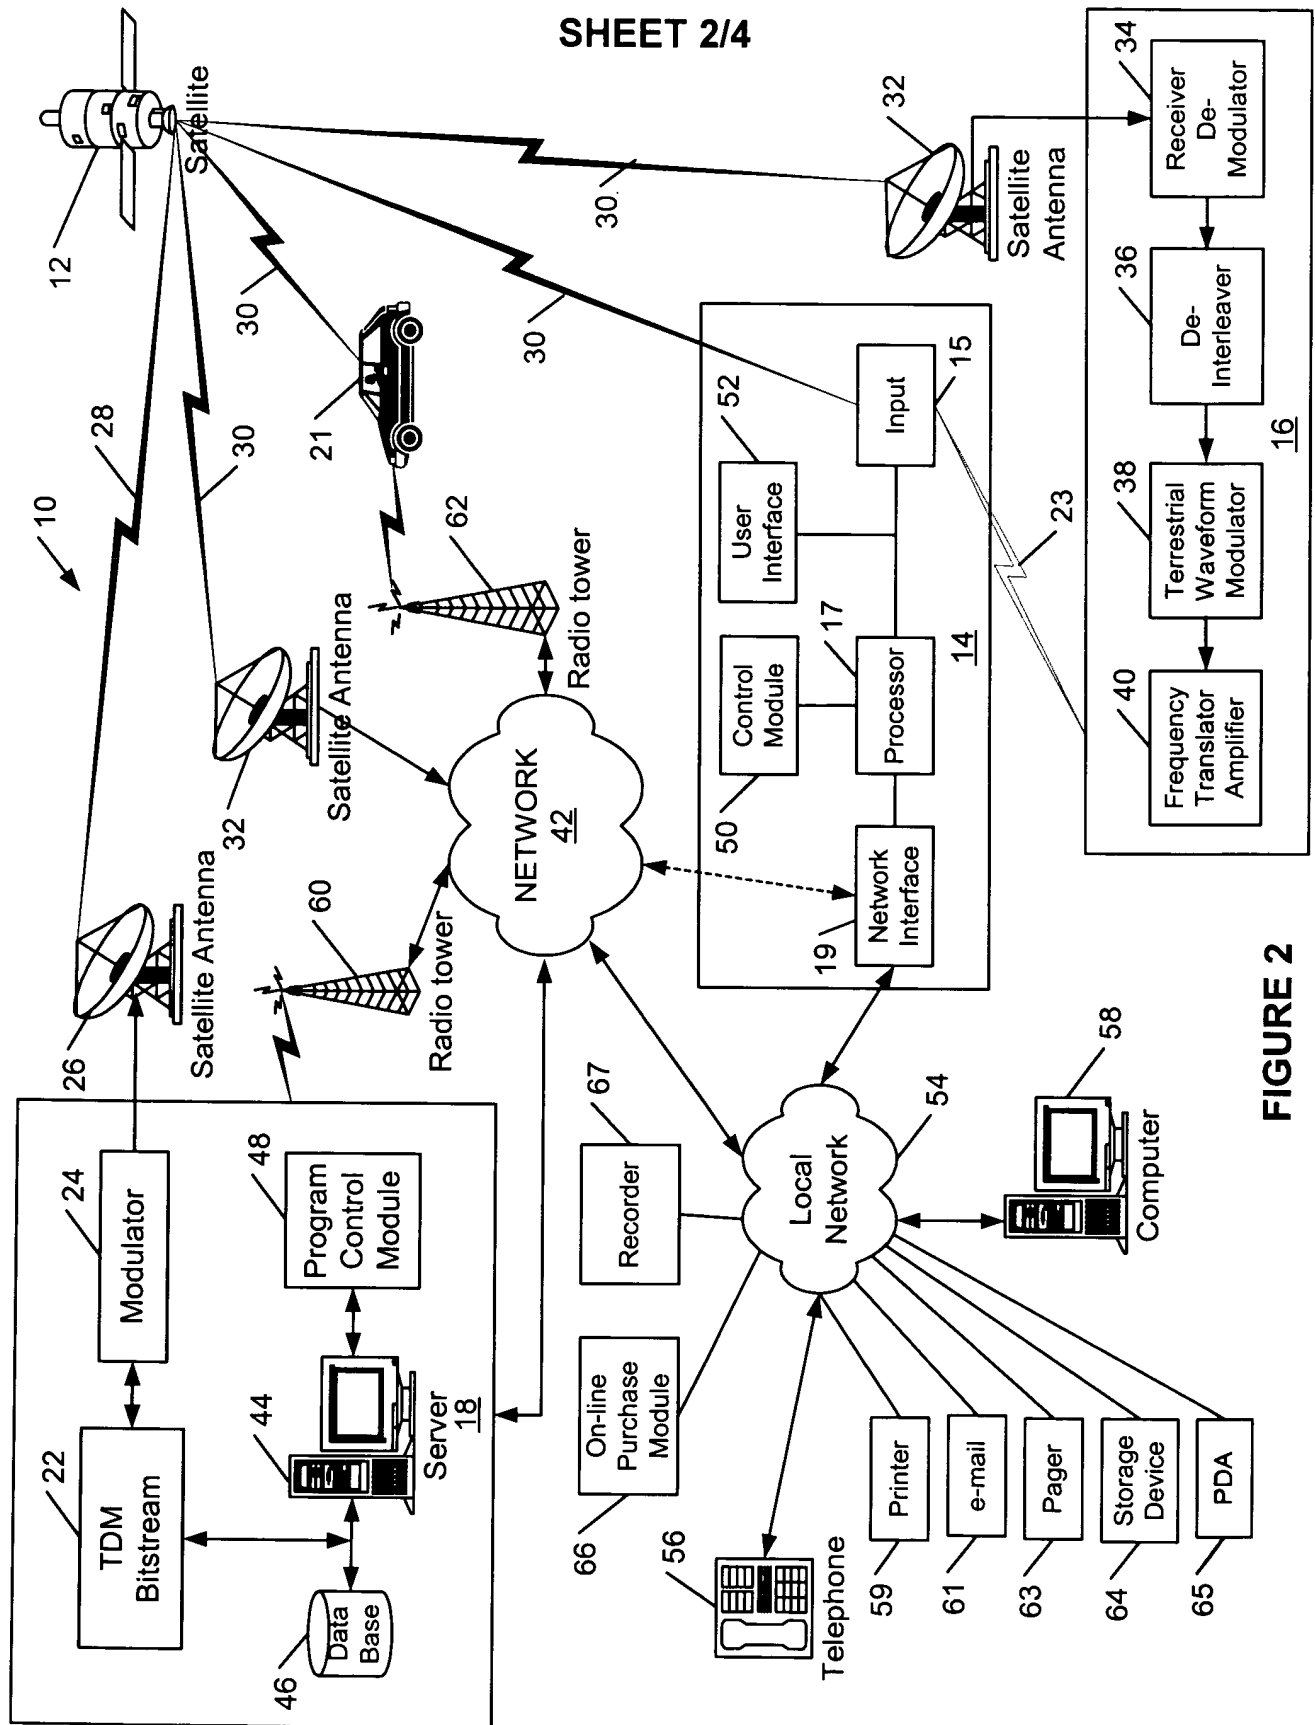 SHEET 2/4
12
Satellite
10
28
30
30
30
30.
26
Satellite Antenna
32
Satellite Antenna
32
Satellite
Antenna
21
62
Radio tower
60
Radio tower
NETWORK
42
22
TDM
Bitstream
24
Modulator
48
Program
Control
Module
44
Server
18
46
Data
Base
52
User
Interface
Input
15
50
Control
Module
17
Processor
14
19
Network
Interface
23
34
Receiver
De-
Modulator
36
De-
Interleaver
38
Terrestrial
Waveform
Modulator
40
Frequency
Translator
Amplifier
16
67
Recorder
66
On-line
Purchase
Module
Local
Network
54
58
Computer
56
Telephone
59
Printer
61
e-mail
63
Pager
64
Storage
Device
65
PDA
FIGURE 2